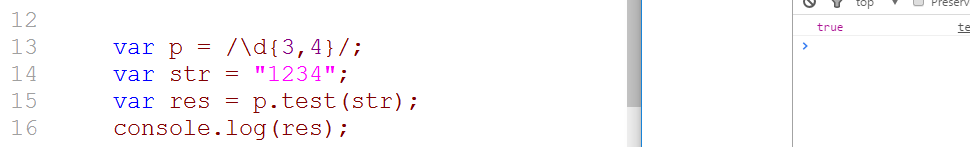 12
13 var p = /\d{3,4}/;
14 var str = "1234";
15 var res = p.test(str);
16 console.log(res);
top ▼ Preserv
true te
>